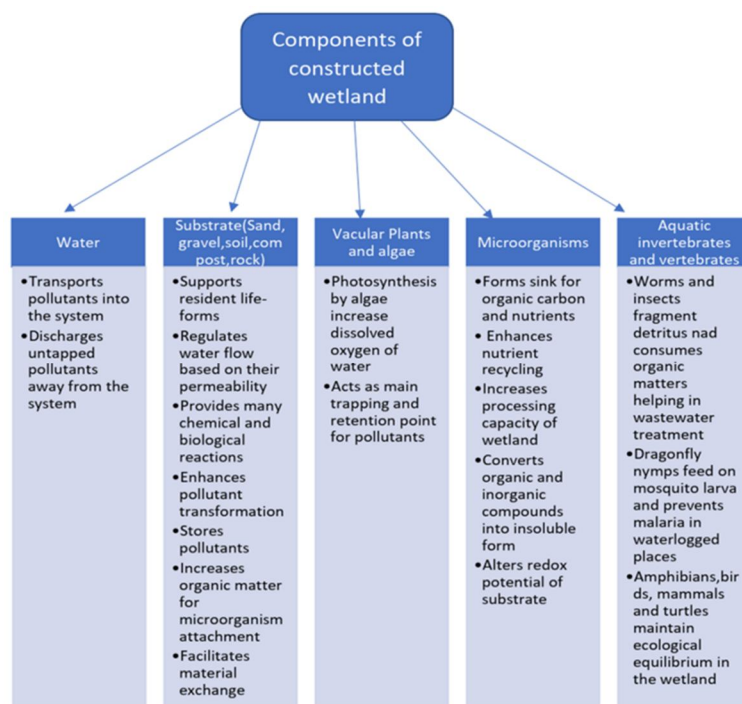 Components of
constructed
wetland
Water
•Transports
pollutants into
the system
•Discharges
untapped
pollutants
away from the
system
Substrate(Sand,
gravel,soil,com
post,rock)
•Supports
resident life-
forms
•Regulates
water flow
based on their
permeability
•Provides many
chemical and
biological
reactions
•Enhances
pollutant
transformation
•Stores
pollutants
•Increases
organic matter
for
microorganism
attachment
•Facilitates
material
exchange
Vacular Plants
and algae
•Photosynthesis
by algae
increase
dissolved
oxygen of
water
•Acts as main
trapping and
retention point
for pollutants
Microorganisms
•Forms sink for
organic carbon
and nutrients
• Enhances
nutrient
recycling
•Increases
processing
capacity of
wetland
•Converts
organic and
inorganic
compounds
into insoluble
form
•Alters redox
potential of
substrate
Aquatic
invertebrates
and vertebrates
•Worms and
insects
fragment
detritus nad
consumes
organic
matters
helping in
wastewater
treatment
•Dragonfly
nymps feed on
mosquito larva
and prevents
malaria in
waterlogged
places
•Amphibians,bir
ds, mammals
and turtles
maintain
ecological
equilibrium in
the wetland